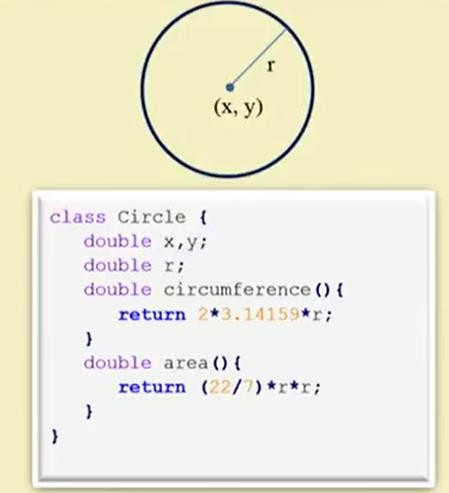 r
(x, y)
class Circle {
double x,y;
double r;
double circumference(){
return 2*3.14159*r;
}
double area(){
return (22/7)*r*r;
}
}